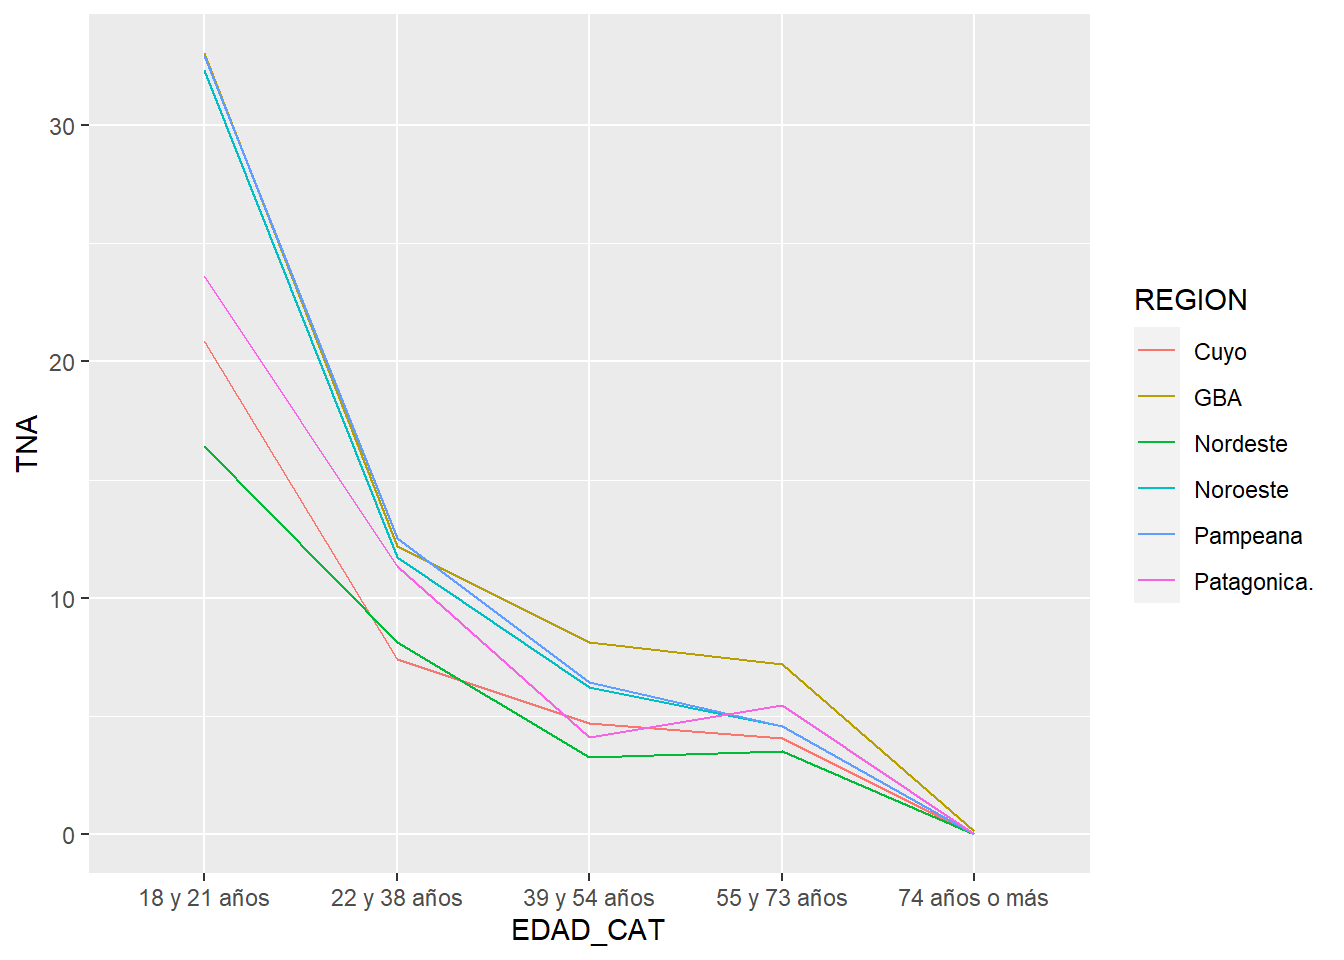 TNA
30
20
10
0
18 y 21 años
22 y 38 años
39 y 54 años
55 y 73 años
74 años o más
EDAD_CAT
REGION
Cuyo
GBA
Nordeste
Noroeste
Pampeana
Patagonica.